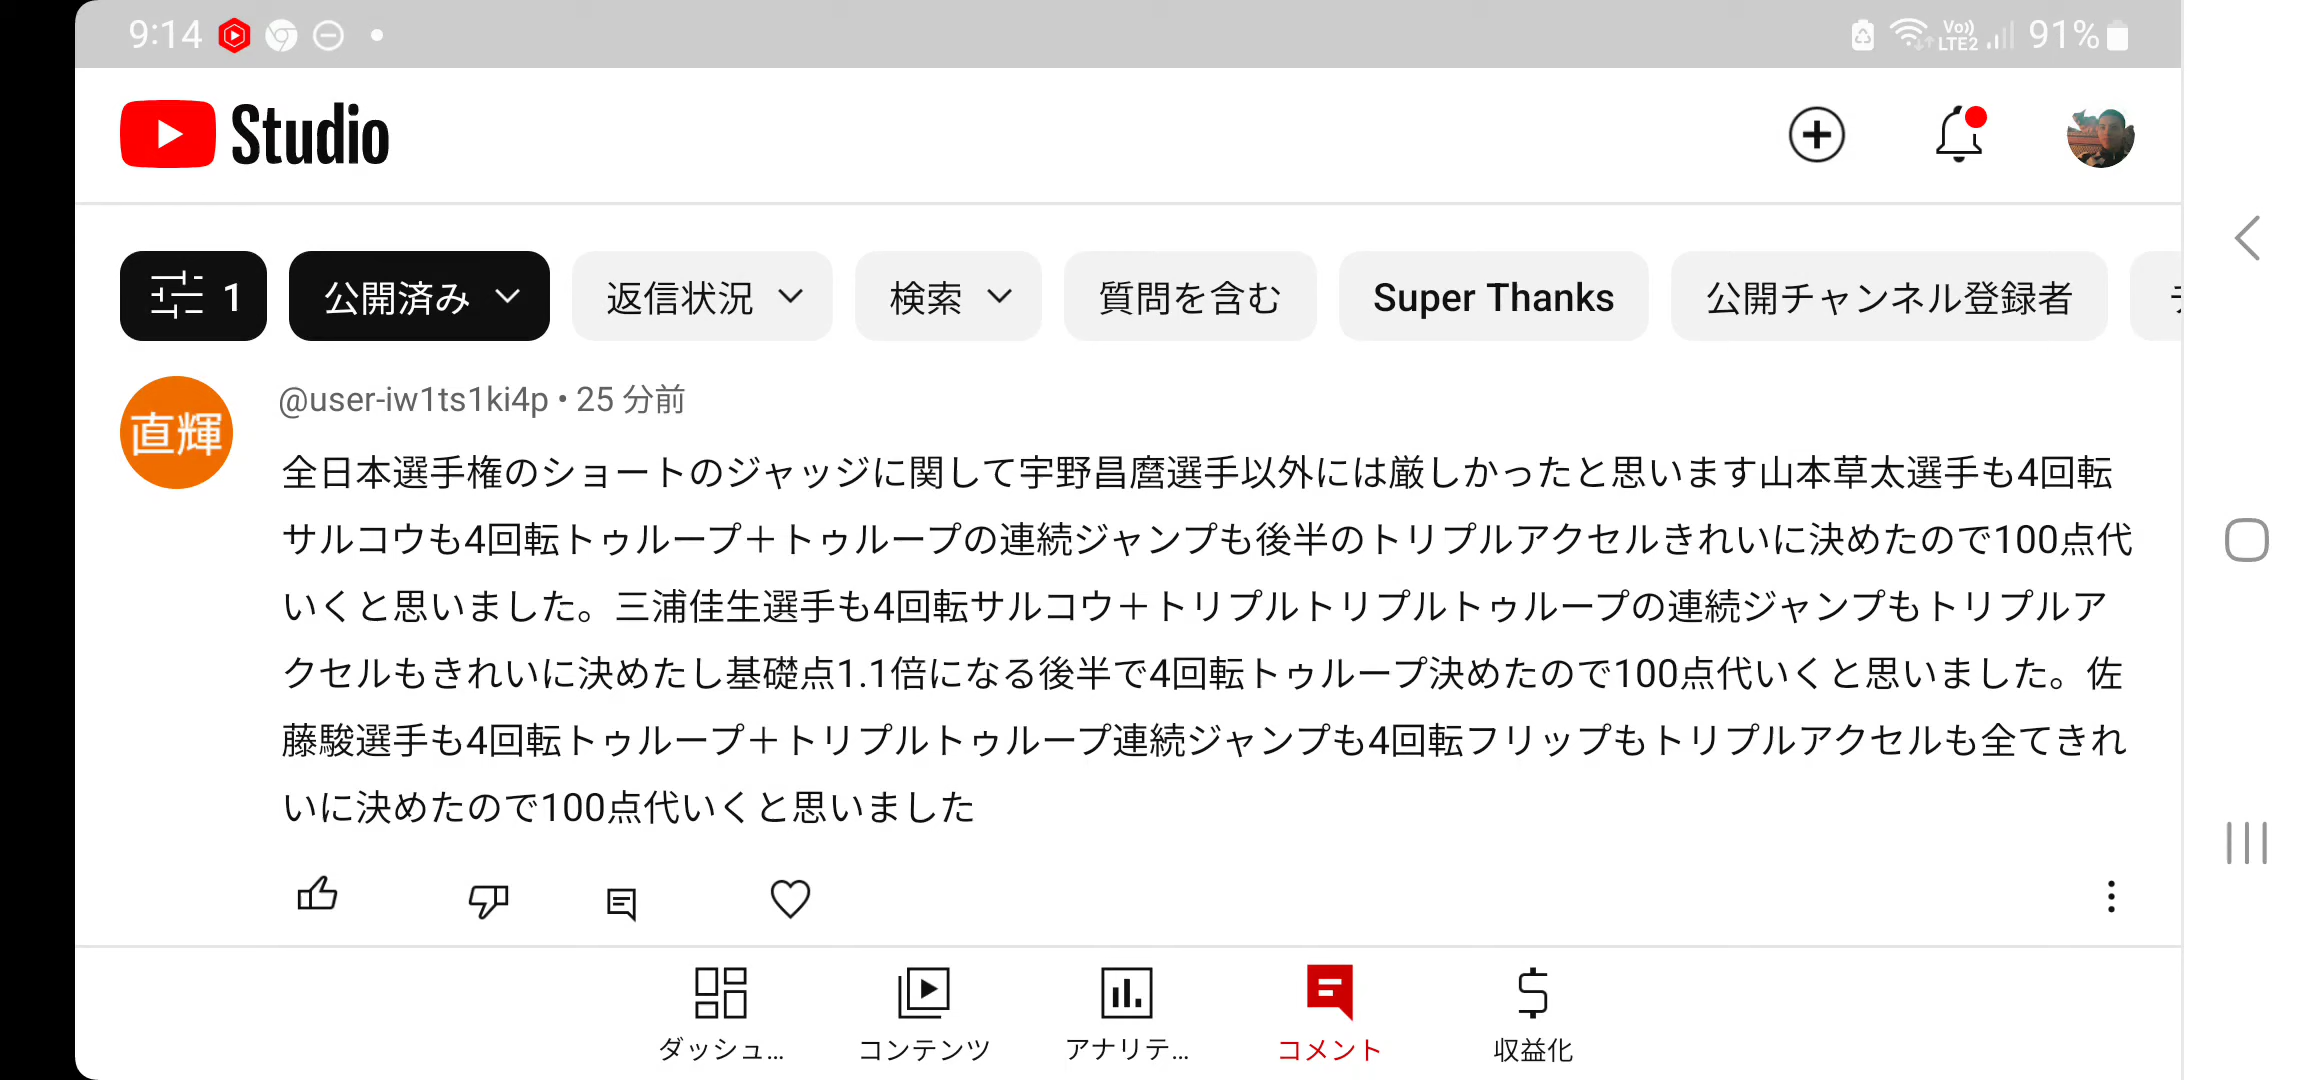 9:14
Vo))
LTE2
91%
Studio
1
公開済み
返信状況
検索
質問を含む
Super Thanks
公開チャンネル登録者
直輝
@user-iw1ts1ki4p • 25 分前
全日本選手権のショートのジャッジに関して宇野昌麿選手以外には厳しかったと思います山本草太選手も4回転
サルコウも4回転トゥループ＋トゥループの連続ジャンプも後半のトリプルアクセルきれいに決めたので100点代
いくと思いました。三浦佳生選手も4回転サルコウ＋トリプルトリプルトゥループの連続ジャンプもトリプルア
クセルもきれいに決めたし基礎点1.1倍になる後半で4回転トゥループ決めたので100点代いくと思いました。佐
藤駿選手も4回転トゥループ＋トリプルトゥループ連続ジャンプも4回転フリップもトリプルアクセルも全てきれ
いに決めたので100点代いくと思いました
ダッシュ...
コンテンツ
アナリテ...
コメント
収益化